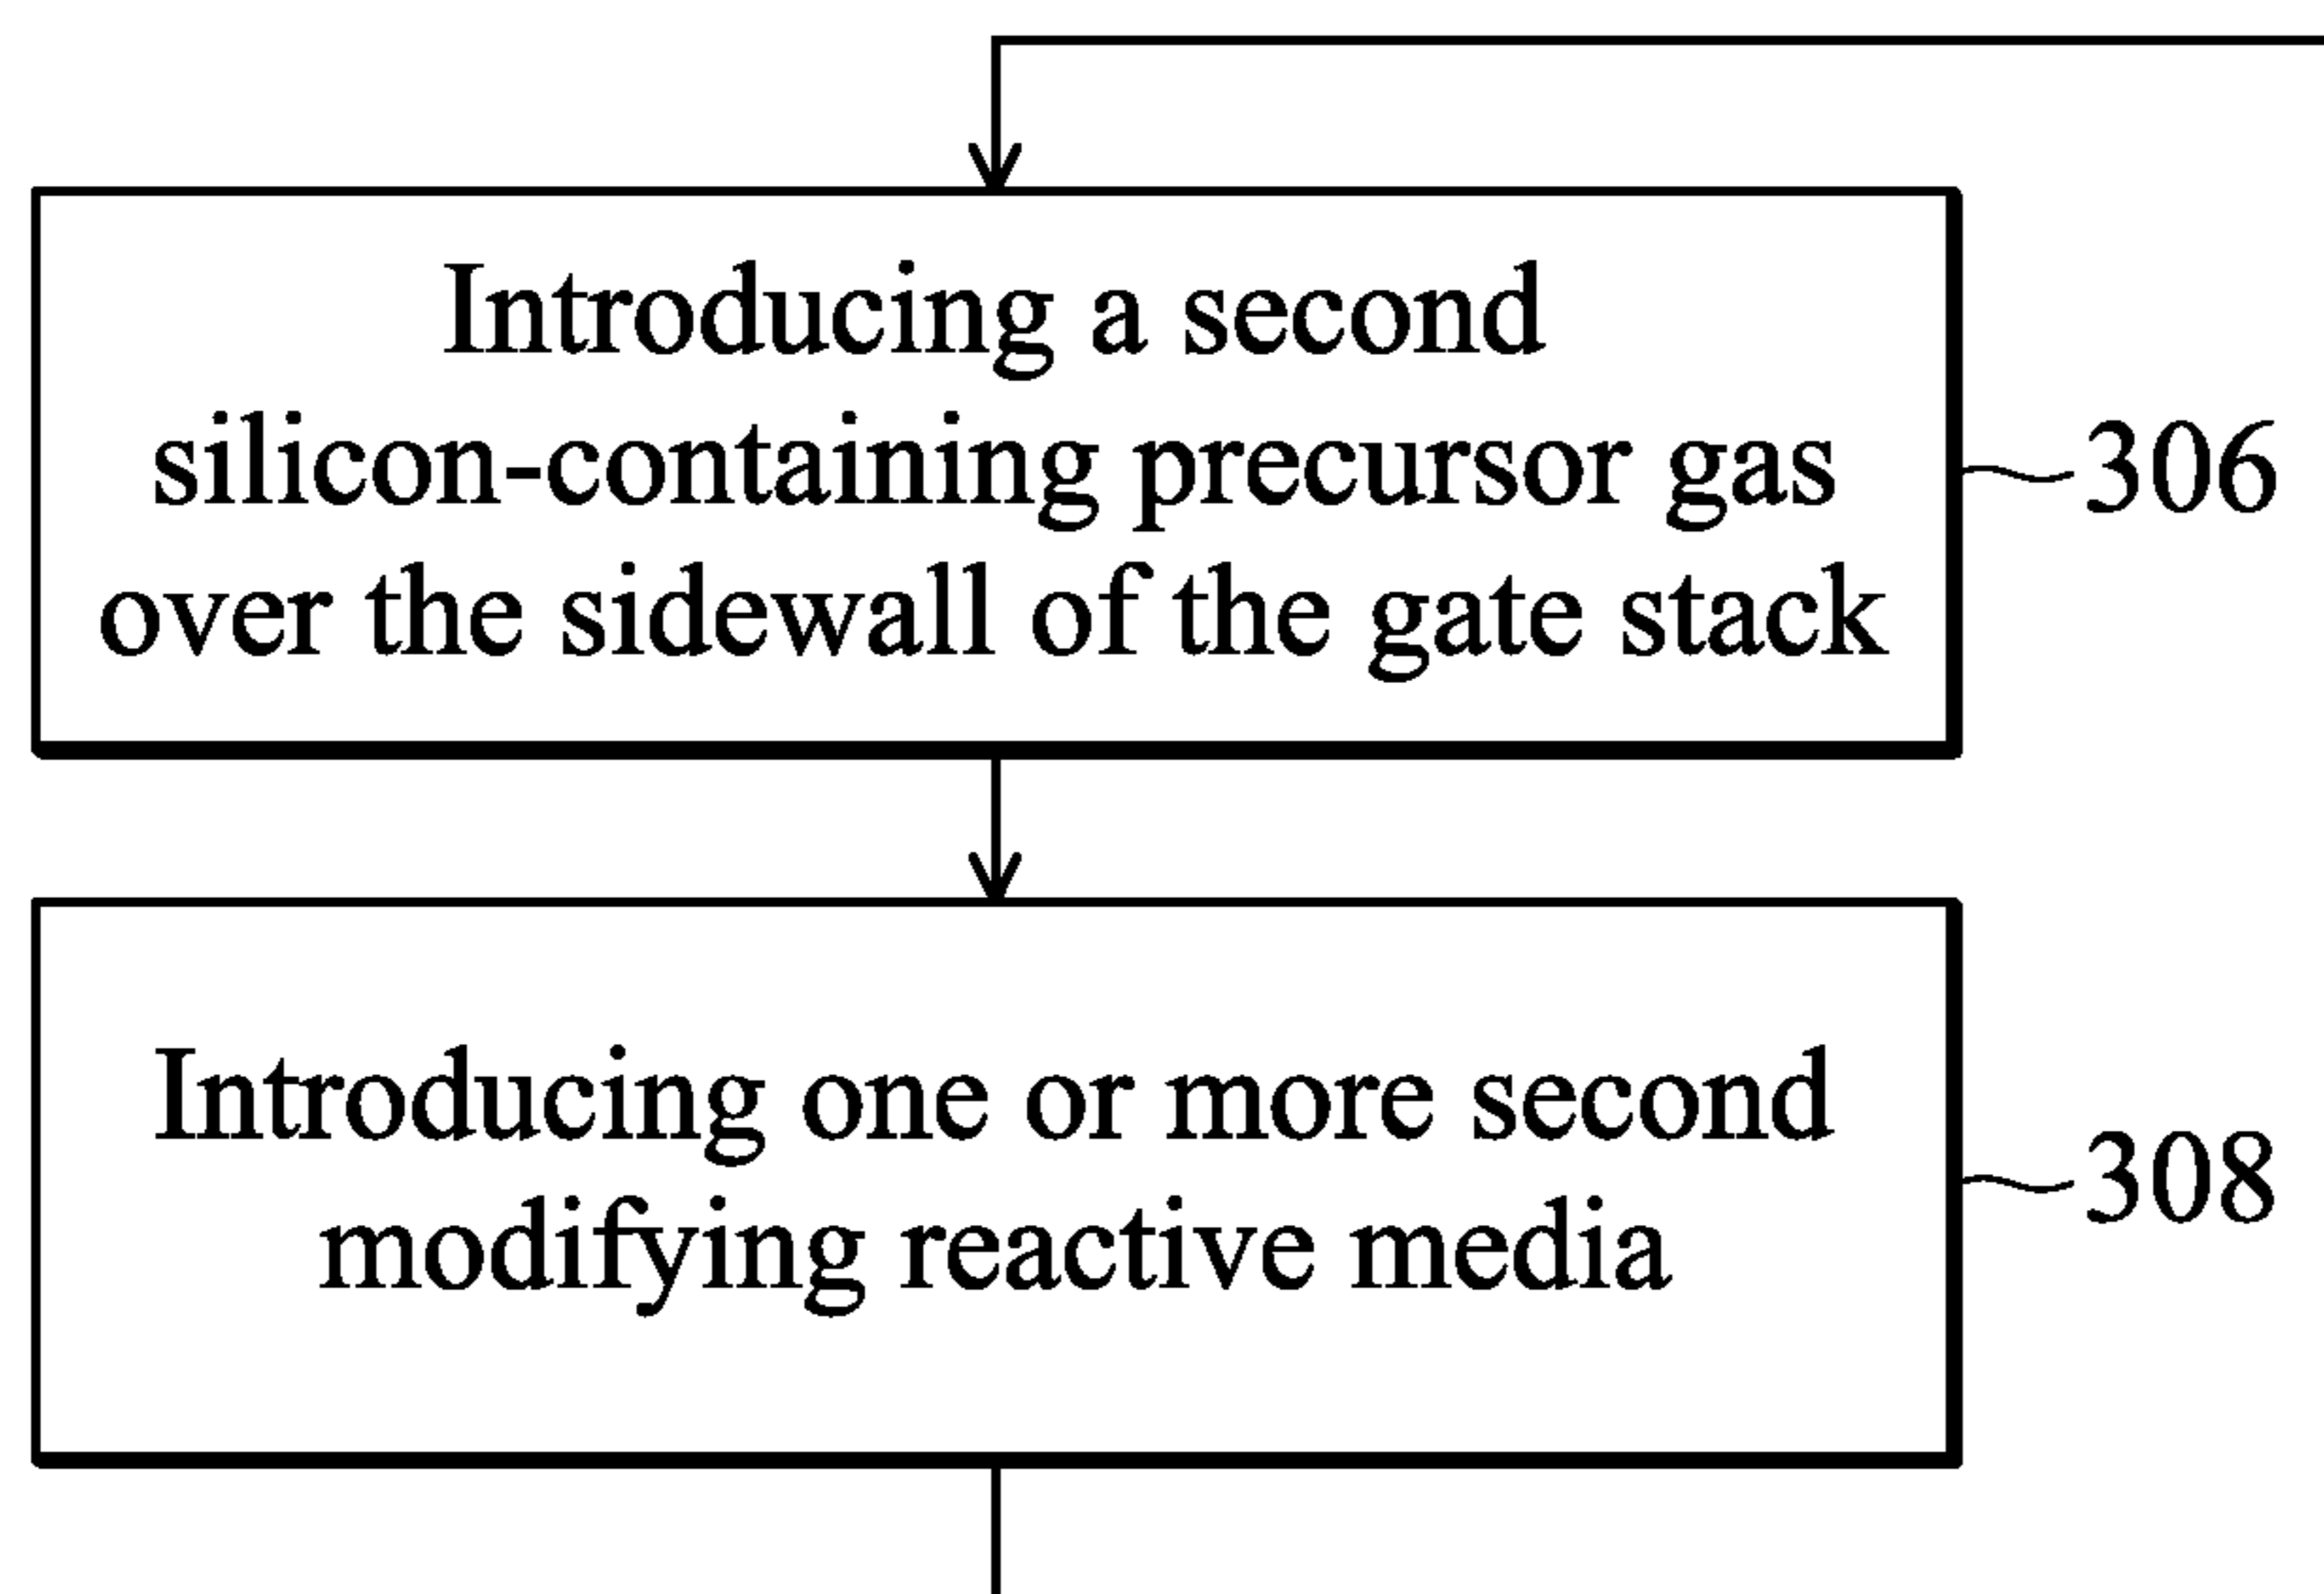 Introducing a second
silicon-containing precursor gas
over the sidewall of the gate stack
306
Introducing one or more second
modifying reactive media
308